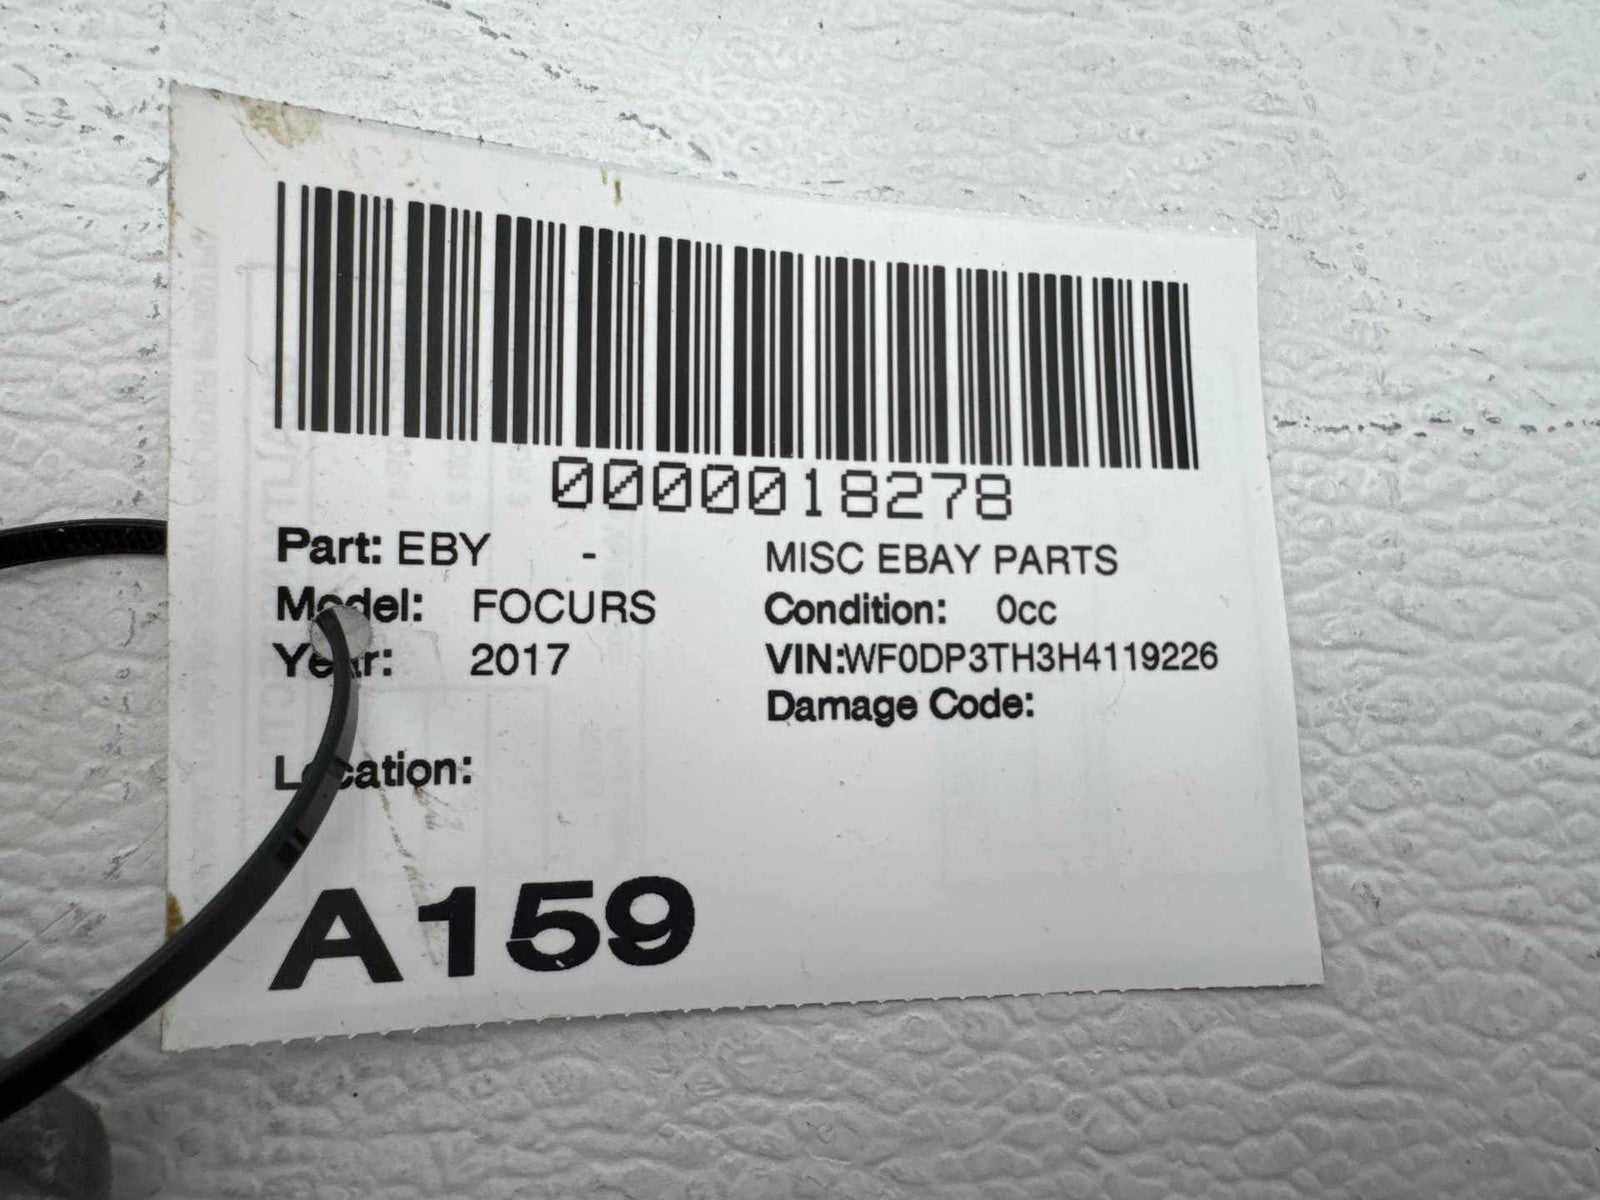 0000018278
Part: EBY - MISC EBAY PARTS
Model: FOCURS Condition: 0cc
Year: 2017 VIN:WF0DP3TH3H4119226
Damage Code:
Location:
A159